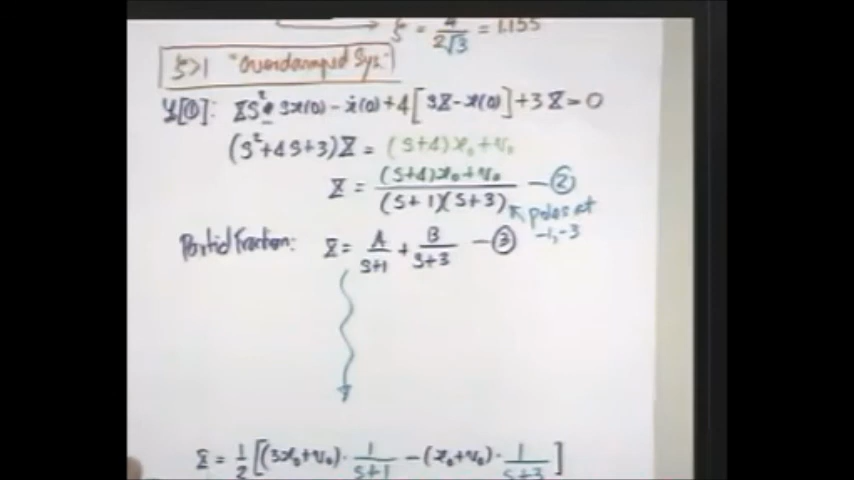 ζ = 4 / 2√3 = 1.155
ζ>1 "Overdamped Sys."
L[①]: X̄s² - sx(0) - ẋ(0) + 4[sX̄ - x(0)] + 3X̄ = 0
(s² + 4s + 3)X̄ = (s+4)x₀ + v₀
X̄ = (s+4)x₀ + v₀ / (s+1)(s+3) — ②
↖ poles at
-1, -3
Partial Fraction: X̄ = A / s+1 + B / s+3 — ③
X̄ = 1/2 [(3x₀+v₀) · 1 / s+1 - (x₀+v₀) · 1 / s+3]